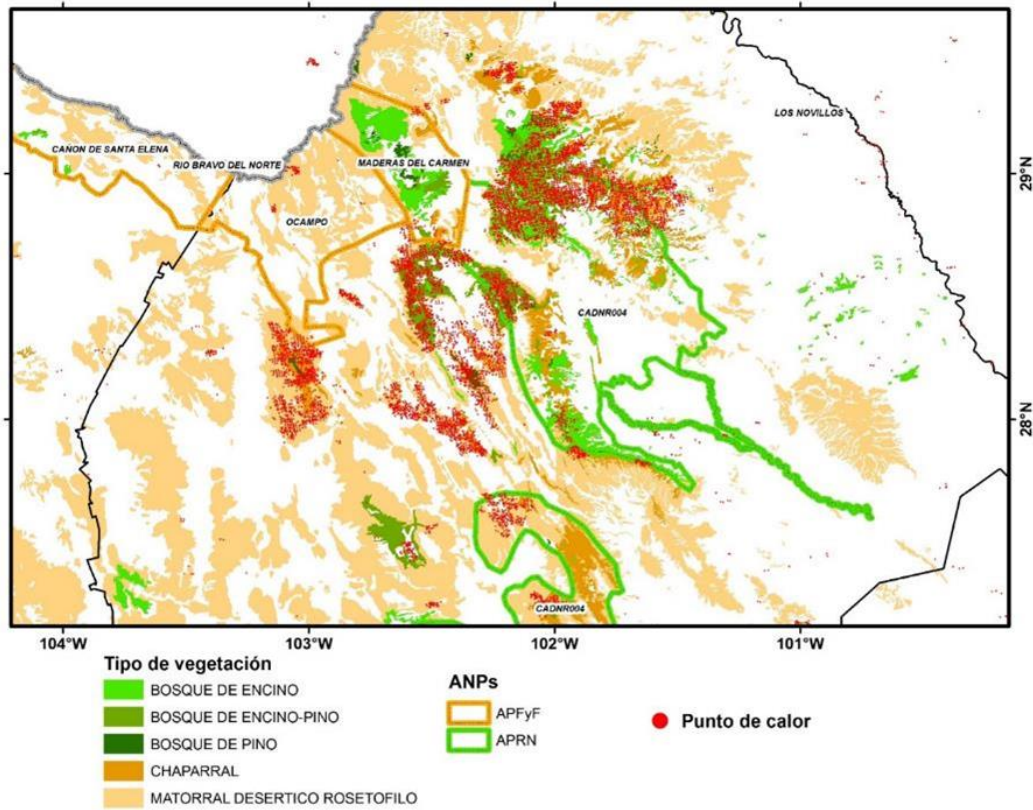 LOS NOVILLOS
CAÑON DE SANTA ELENA
RIO BRAVO DEL NORTE
MADERAS DEL CARMEN
29°N
OCAMPO
CADNR004
28°N
CADNR004
104°W
103°W
102°W
101°W
Tipo de vegetación
BOSQUE DE ENCINO
BOSQUE DE ENCINO-PINO
BOSQUE DE PINO
CHAPARRAL
MATORRAL DESERTICO ROSETOFILO
ANPs
APFyF
APRN
Punto de calor